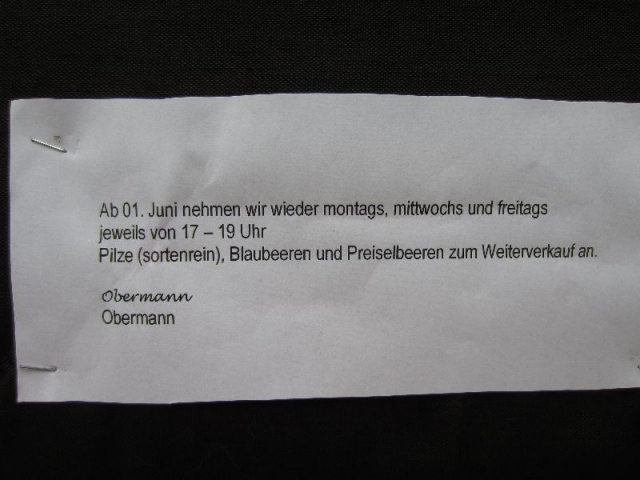 Ab 01. Juni nehmen wir wieder montags, mittwochs und freitags
jeweils von 17 – 19 Uhr
Pilze (sortenrein), Blaubeeren und Preiselbeeren zum Weiterverkauf an.
Obermann
Obermann